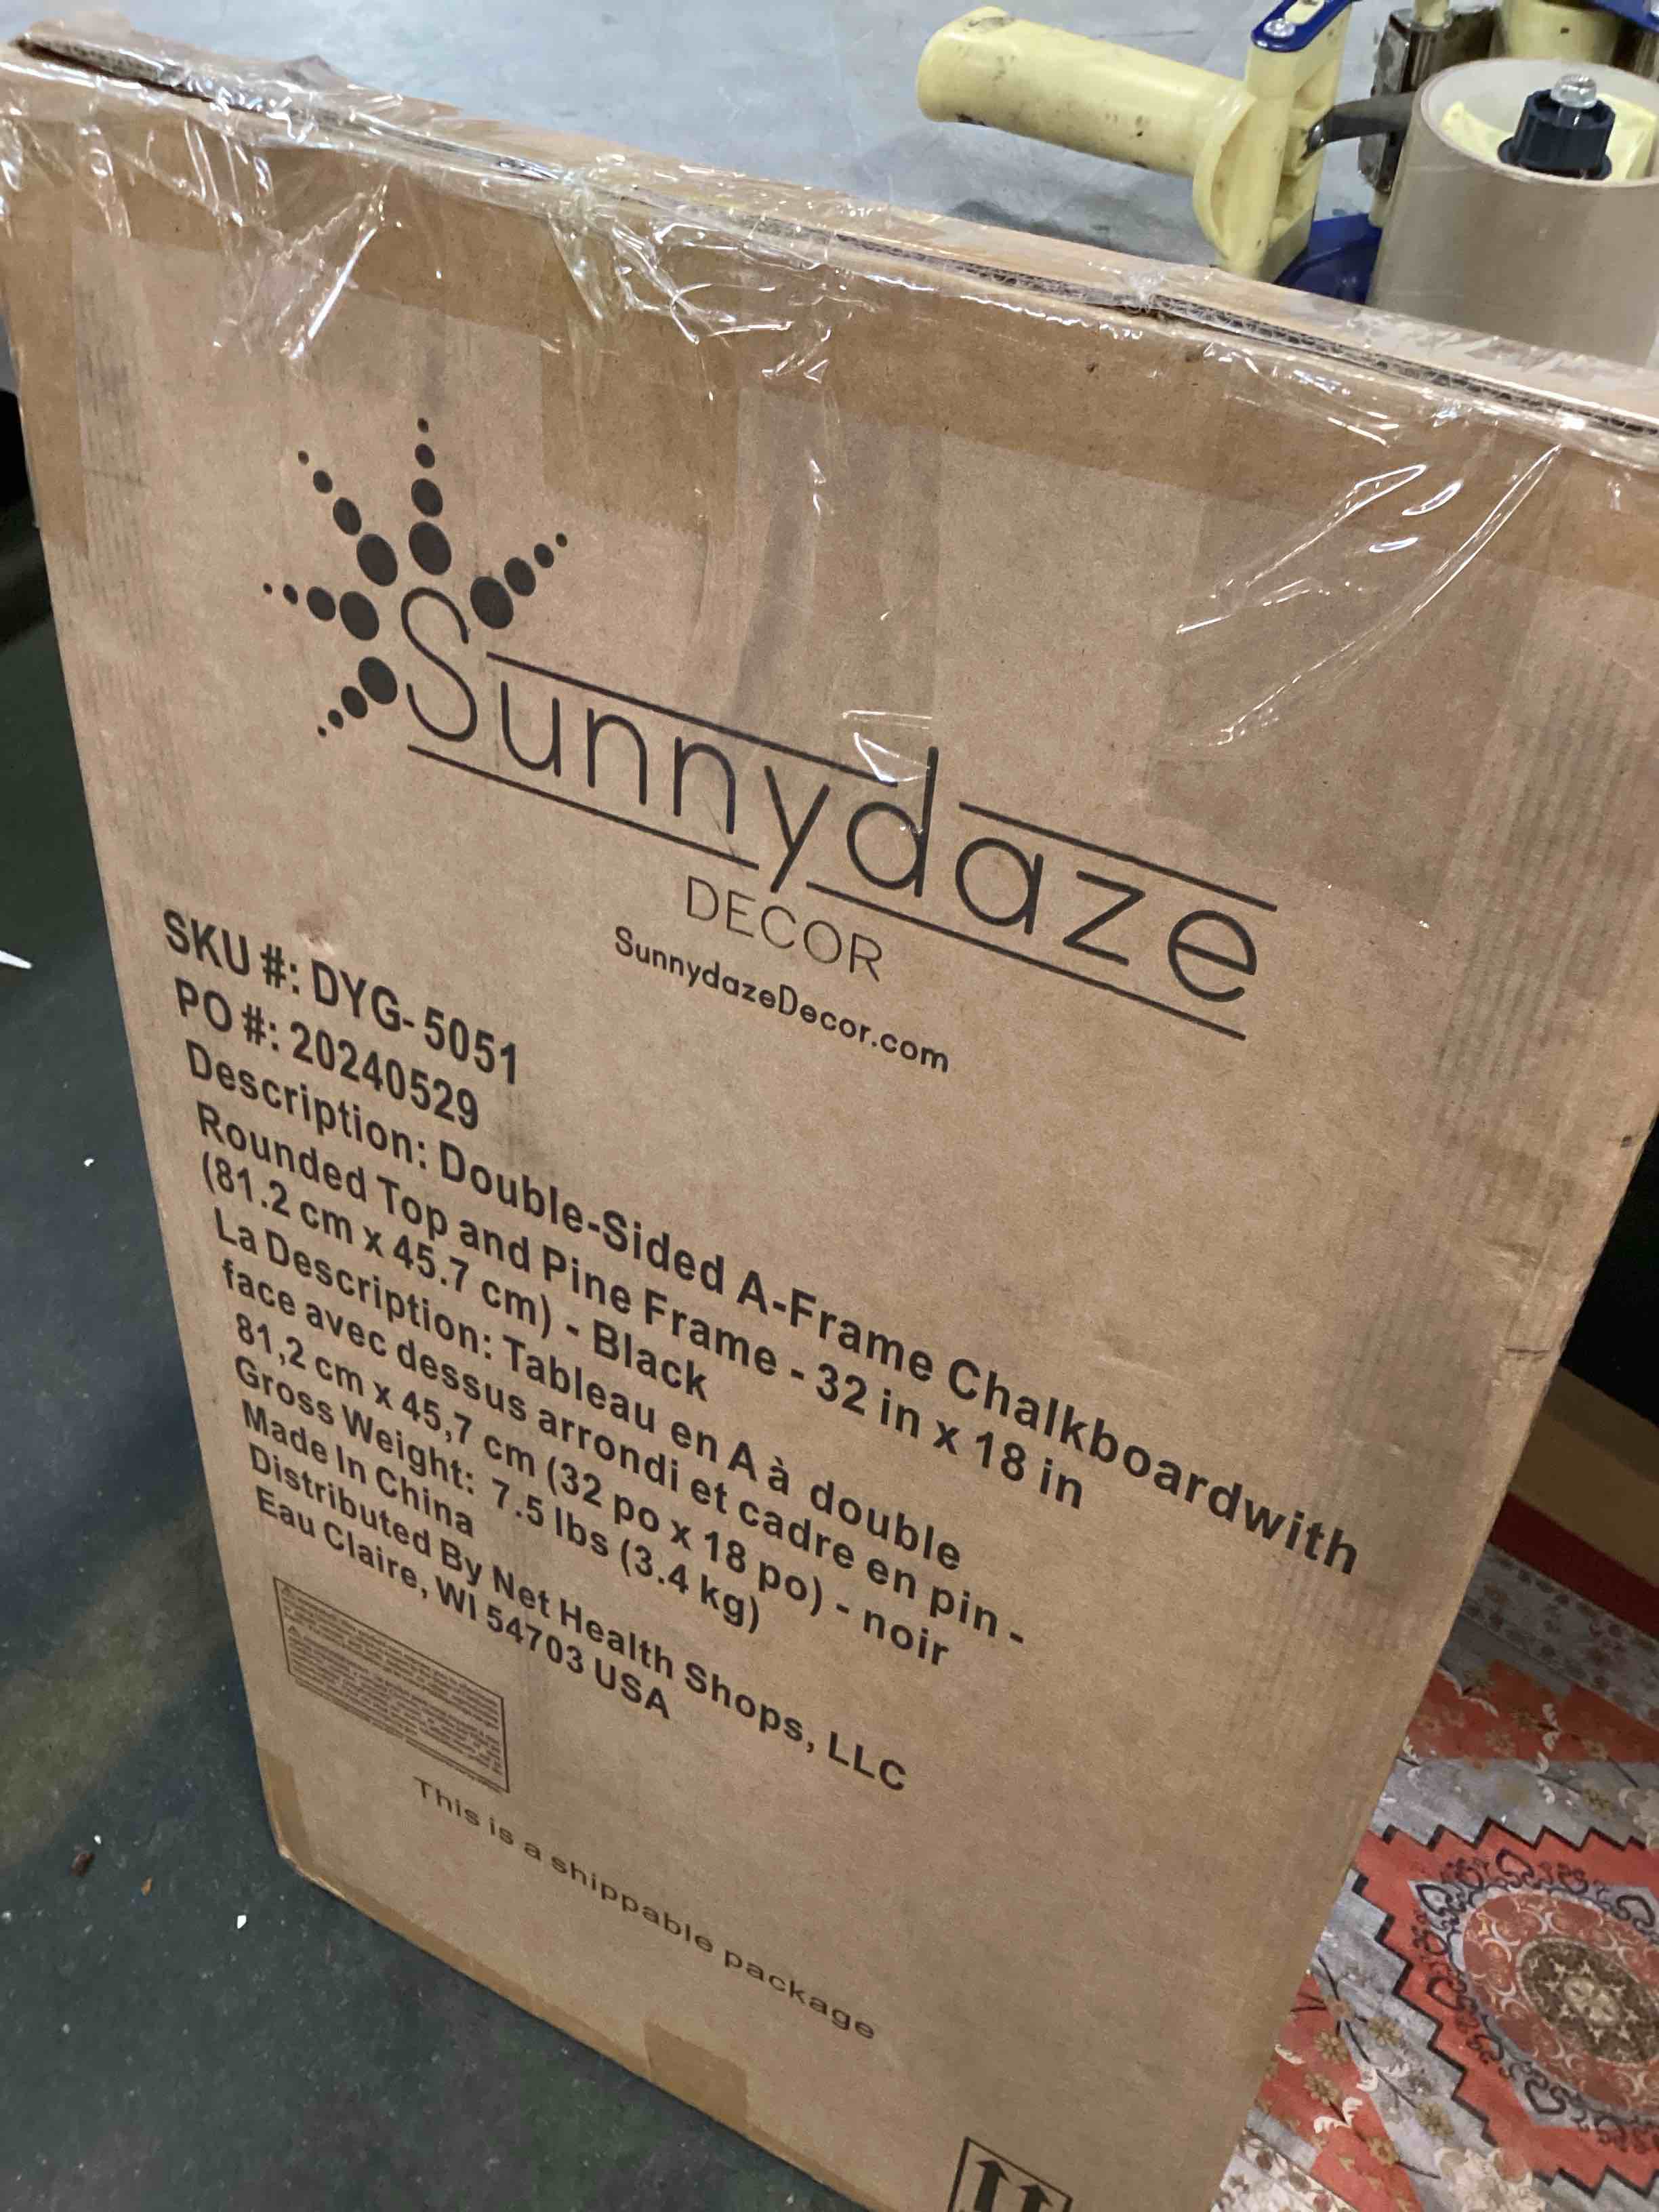 Sunnydaze
DECOR
SunnydazeDecor.com
SKU #: DYG-5051
PO #: 20240529
Description: Double-Sided A-Frame Chalkboardwith
Rounded Top and Pine Frame - 32 in x 18 in
(81.2 cm x 45.7 cm) - Black
La Description: Tableau en A à double
face avec dessus arrondi et cadre en pin -
81,2 cm x 45,7 cm (32 po x 18 po) - noir
Gross Weight: 7.5 lbs (3.4 kg)
Made In China
Distributed By Net Health Shops, LLC
Eau Claire, WI 54703 USA
This is a shippable package